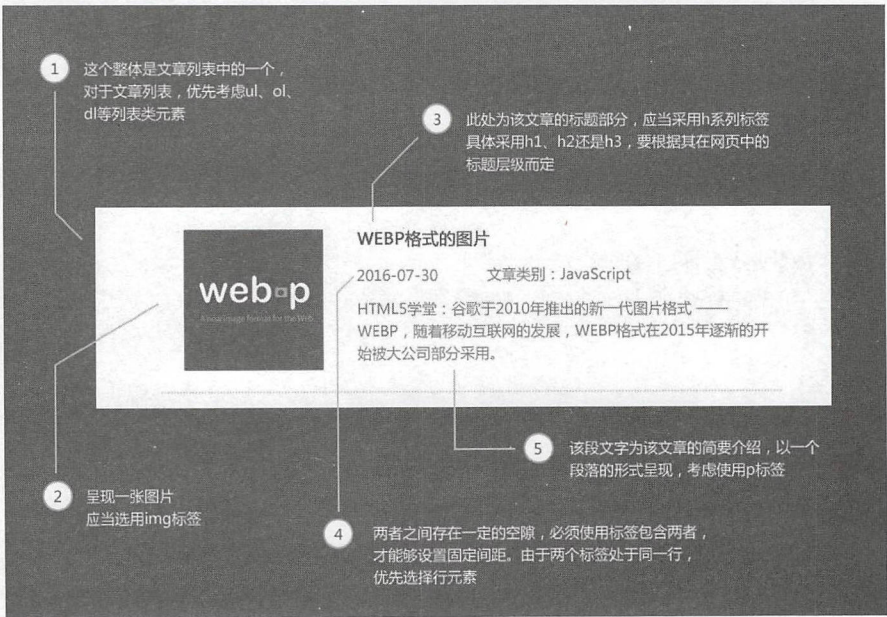 1
这个整体是文章列表中的一个，
对于文章列表，优先考虑ul、ol、
dl等列表类元素
3
此处为该文章的标题部分，应当采用h系列标签
具体采用h1、h2还是h3，要根据其在网页中的
标题层级而定
webp
A new image format for the Web
WEBP格式的图片
2016-07-30 文章类别：JavaScript
HTML5学堂：谷歌于2010年推出的新一代图片格式 ——
WEBP，随着移动互联网的发展，WEBP格式在2015年逐渐的开
始被大公司部分采用。
5
该段文字为该文章的简要介绍，以一个
段落的形式呈现，考虑使用p标签
2
呈现一张图片
应当选用img标签
4
两者之间存在一定的空隙，必须使用标签包含两者，
才能够设置固定间距。由于两个标签处于同一行，
优先选择行元素